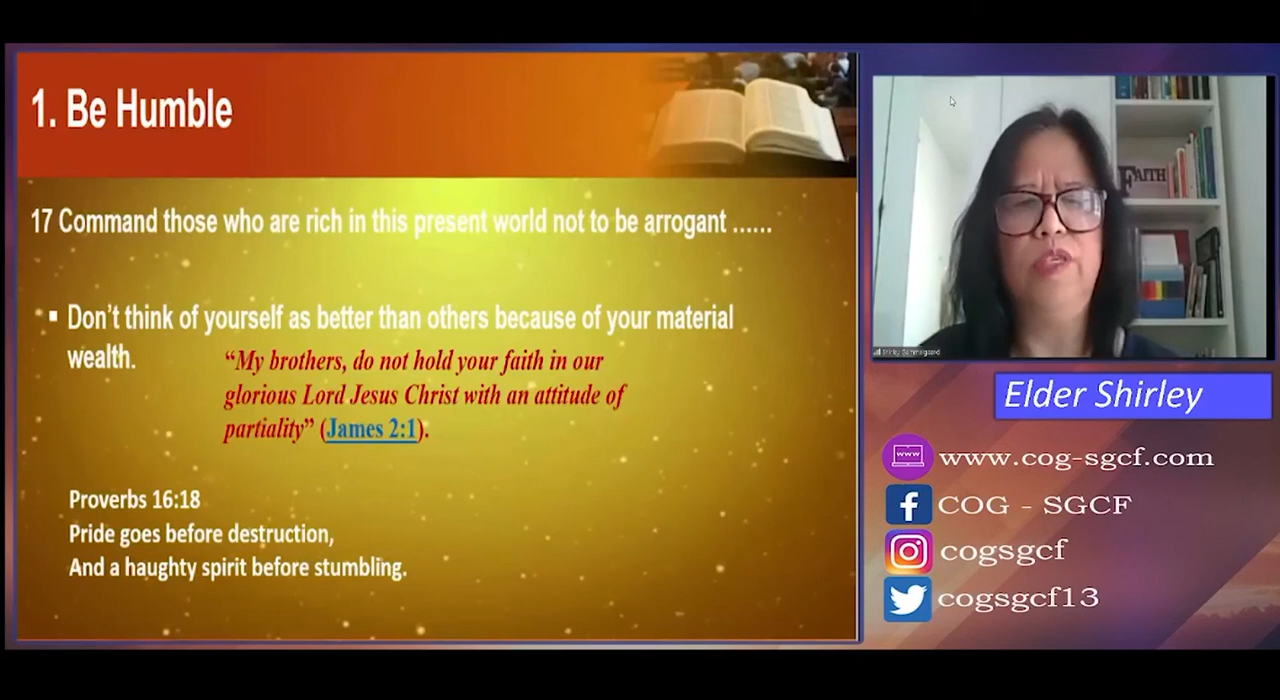 1. Be Humble
17 Command those who are rich in this present world not to be arrogant ......
▪ Don't think of yourself as better than others because of your material
wealth.
“My brothers, do not hold your faith in our
glorious Lord Jesus Christ with an attitude of
partiality” (James 2:1).
Proverbs 16:18
Pride goes before destruction,
And a haughty spirit before stumbling.
FAITH
Shirley
Elder Shirley
www
www.cog-sgcf.com
COG - SGCF
cogsgcf
cogsgcf13